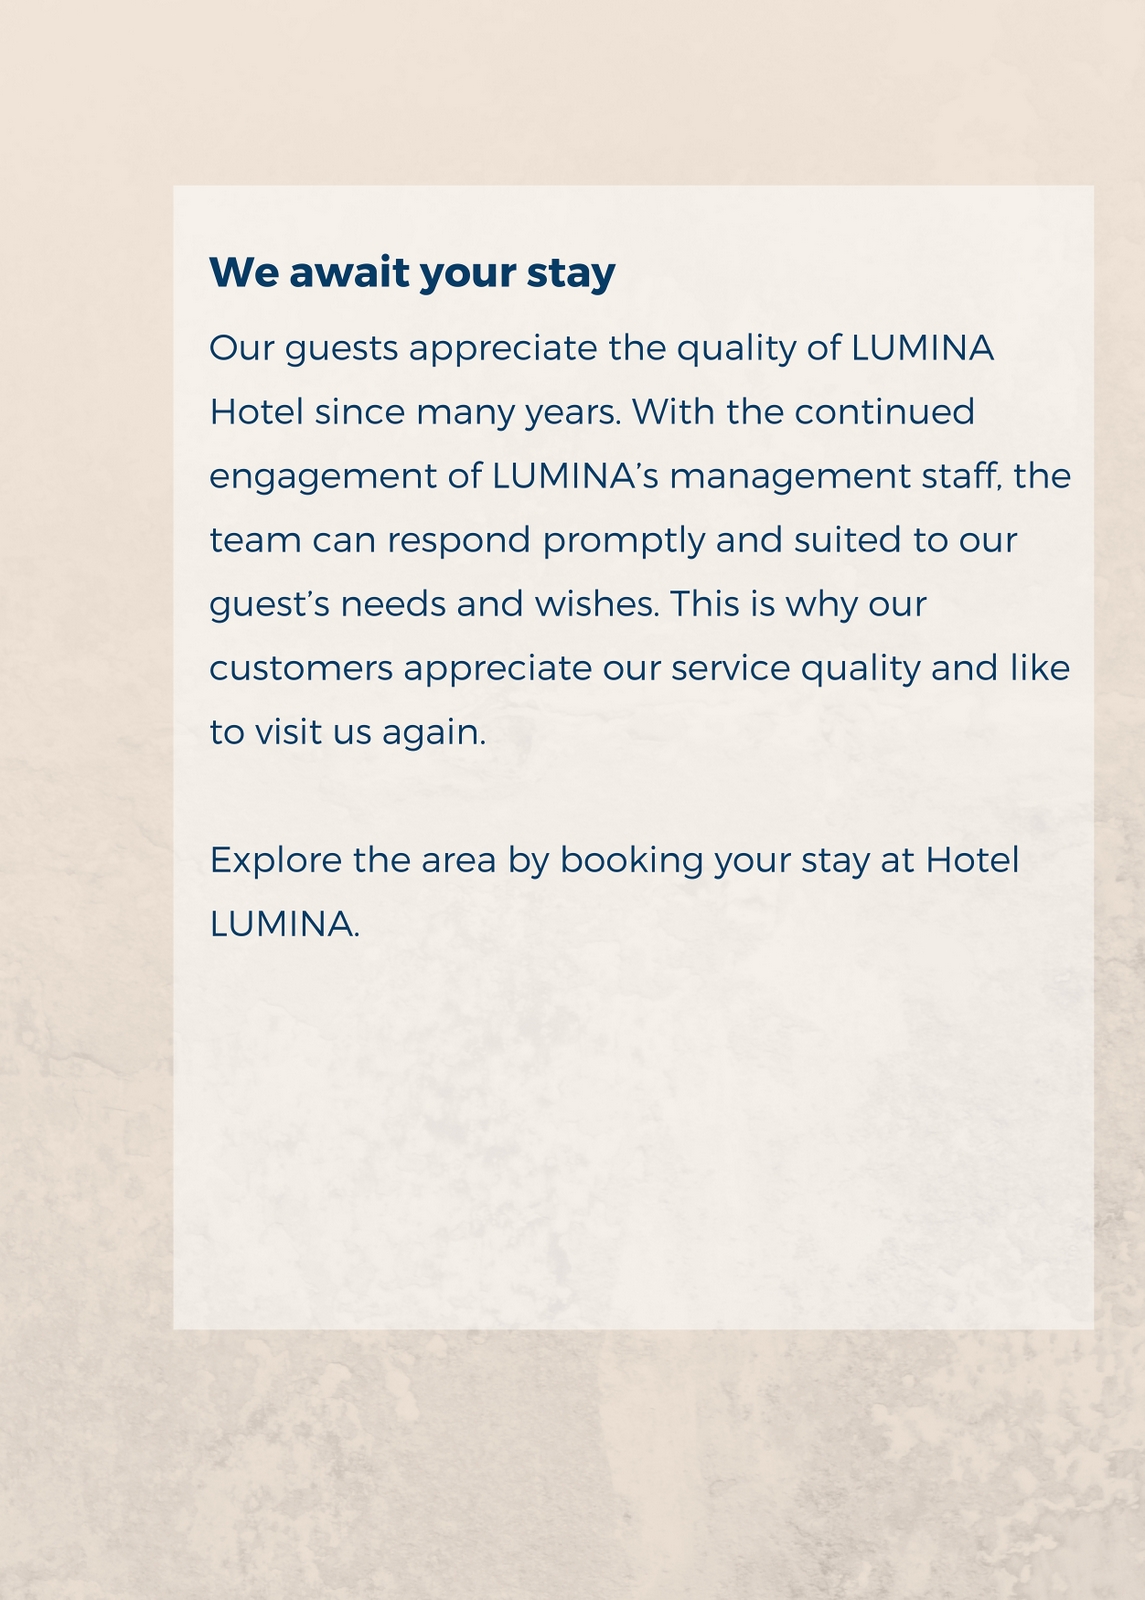 We await your stay
Our guests appreciate the quality of LUMINA
Hotel since many years. With the continued
engagement of LUMINA’s management staff, the
team can respond promptly and suited to our
guest’s needs and wishes. This is why our
customers appreciate our service quality and like
to visit us again.
Explore the area by booking your stay at Hotel
LUMINA.